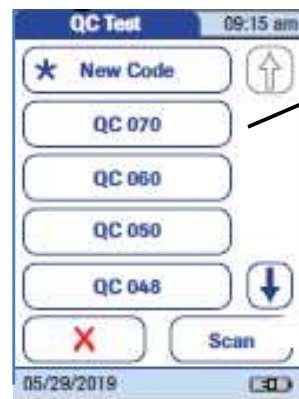 QC Test 09:15 am
* New Code
QC 070
QC 060
QC 050
QC 048
X Scan
05/29/2019